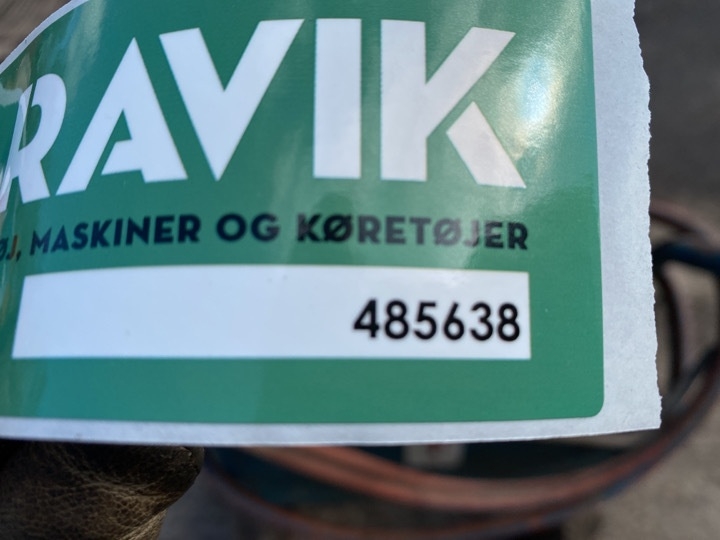 RAVIK
ØJ, MASKINER OG KØRETØJER
485638